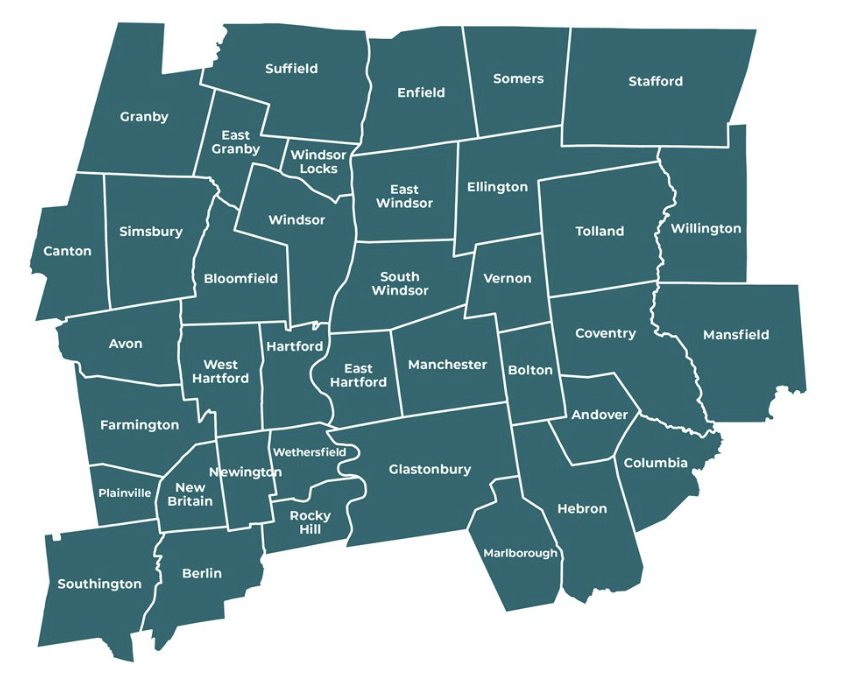 Suffield
Enfield
Somers
Stafford
Granby
East
Granby
Windsor
Locks
East
Windsor
Ellington
Windsor
Simsbury
Canton
Tolland
Willington
Bloomfield
South
Windsor
Vernon
Avon
West
Hartford
Hartford
East
Hartford
Manchester
Bolton
Coventry
Mansfield
Farmington
Andover
Wethersfield
Glastonbury
Columbia
Newington
New
Britain
Plainville
Rocky
Hill
Hebron
Marlborough
Southington
Berlin